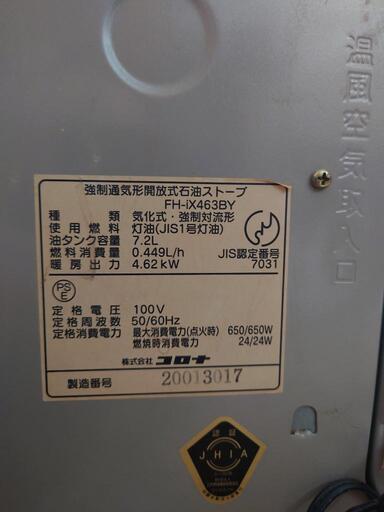 強制通気形開放式石油ストーブ
FH-iX463BY
種類 気化式・強制対流形
使用燃料 灯油(JIS1号灯油)
油タンク容量 7.2L
燃料消費量 0.449L/h
暖房出力 4.62kW
JIS認定番号
7031
PS
E
定格電圧 100V
定格周波数 50/60Hz
定格消費電力 最大消費電力(点火時) 650/650W
燃焼時消費電力 24/24W
株式会社 コロナ
製造番号 20013017
温風空気取入口
認証
JHIA